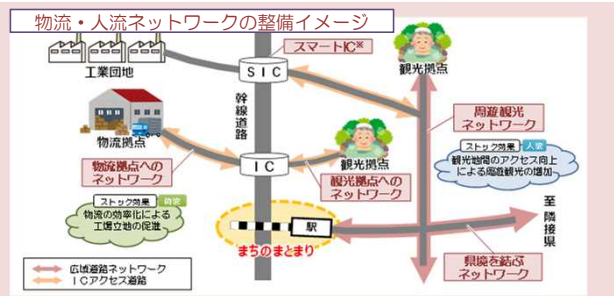 物流・人流ネットワークの整備イメージ
スマートIC※
工業団地
SIC
観光拠点
幹線道路
物流拠点
周遊観光
ネットワーク
ストック効果 人流
観光地間のアクセス向上
による周遊観光の増加
IC
観光拠点
物流拠点への
ネットワーク
観光拠点への
ネットワーク
ストック効果 物流
物流の効率化による
工場立地の促進
駅
まちのまとまり
至 隣接県
県境を結ぶ
ネットワーク
広域道路ネットワーク
ICアクセス道路